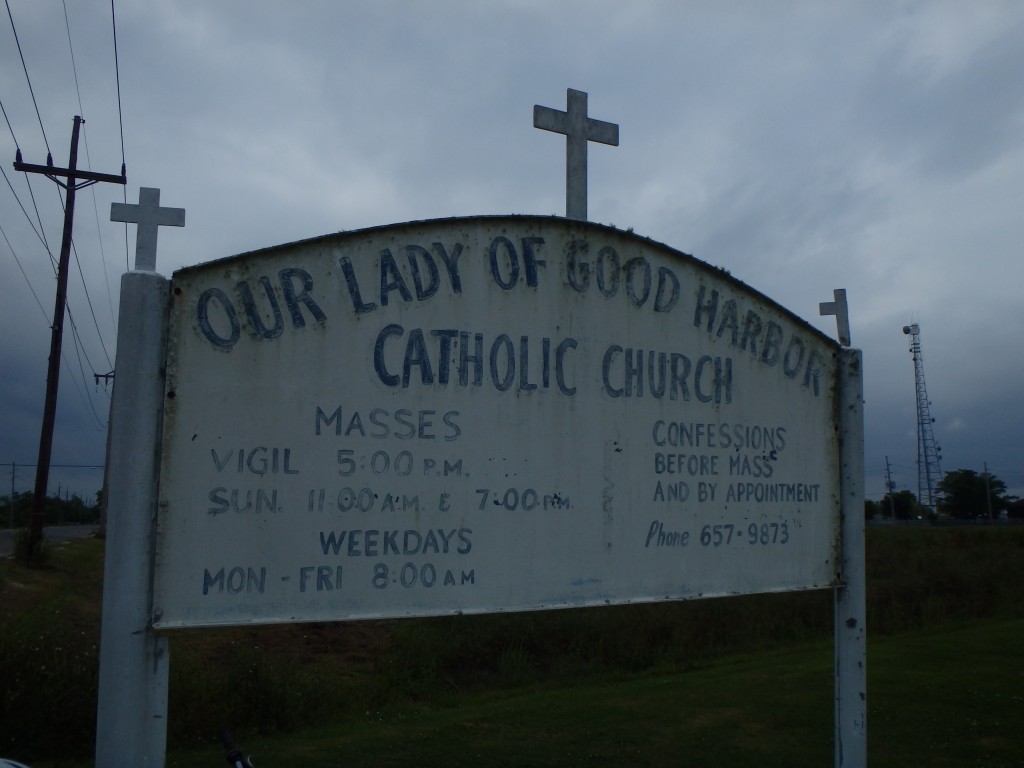 OUR LADY OF GOOD HARBOR
CATHOLIC CHURCH
MASSES
VIGIL 5:00 P.M.
SUN. 11:00 A.M. & 7:00 P.M.
WEEKDAYS
MON - FRI 8:00 AM
CONFESSIONS
BEFORE MASS
AND BY APPOINTMENT
Phone 657-9873